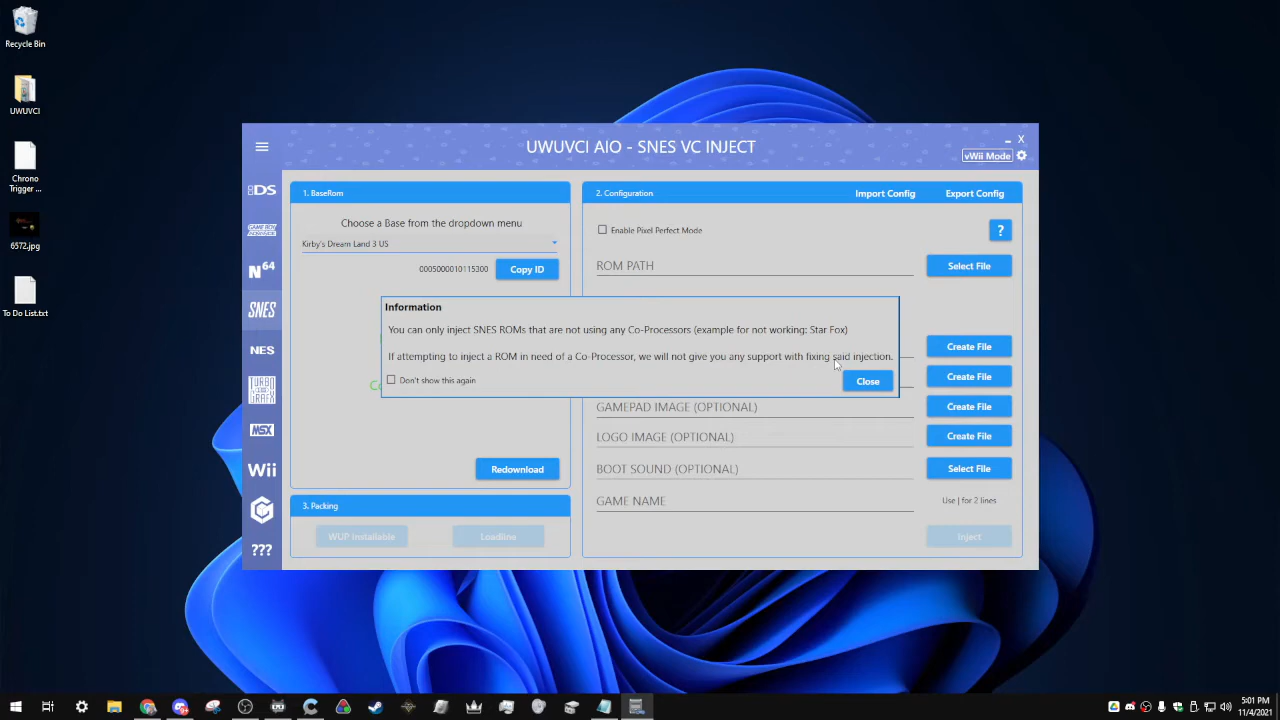 Recycle Bin
UWUVCI
Chrono
Trigger ...
6572.jpg
To Do List.txt
UWUVCI AIO - SNES VC INJECT
X
vWii Mode
DS
GAME BOY
ADVANCE
N64
SNES
NES
TURBO
GRAFX
MSX
Wii
???
1. BaseRom
Choose a Base from the dropdown menu
Kirby's Dream Land 3 US
0005000010115300
Copy ID
Redownload
3. Packing
WUP Installable
Loadiine
2. Configuration
Import Config
Export Config
Enable Pixel Perfect Mode
?
ROM PATH
Select File
Create File
Create File
GAMEPAD IMAGE (OPTIONAL)
Create File
LOGO IMAGE (OPTIONAL)
Create File
BOOT SOUND (OPTIONAL)
Select File
GAME NAME
Use | for 2 lines
Inject
Information
You can only inject SNES ROMs that are not using any Co-Processors (example for not working: Star Fox)
If attempting to inject a ROM in need of a Co-Processor, we will not give you any support with fixing said injection.
Don't show this again
Close
5:01 PM
11/4/2021